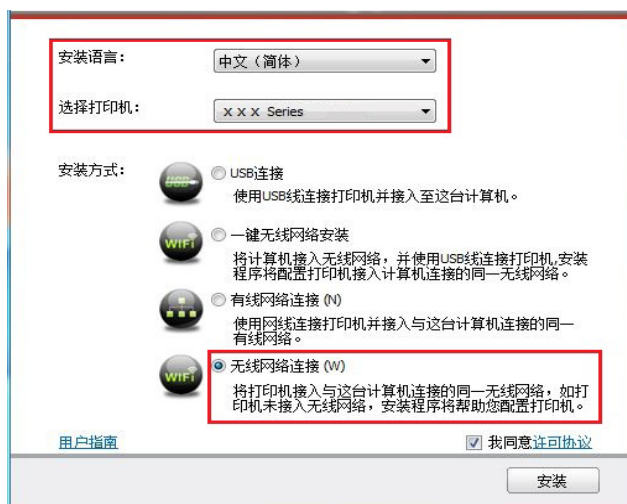 安装语言：
中文（简体）
选择打印机：
x x x Series
安装方式：
USB
USB连接
使用USB线连接打印机并接入至这台计算机。
WiFi
一键无线网络安装
将计算机接入无线网络，并使用USB线连接打印机,安装
程序将配置打印机接入计算机连接的同一无线网络。
有线网络连接 (N)
使用网线连接打印机并接入与这台计算机连接的同一
有线网络。
WiFi
无线网络连接 (W)
将打印机接入与这台计算机连接的同一无线网络，如打
印机未接入无线网络，安装程序将帮助您配置打印机。
用户指南
我同意许可协议
安装